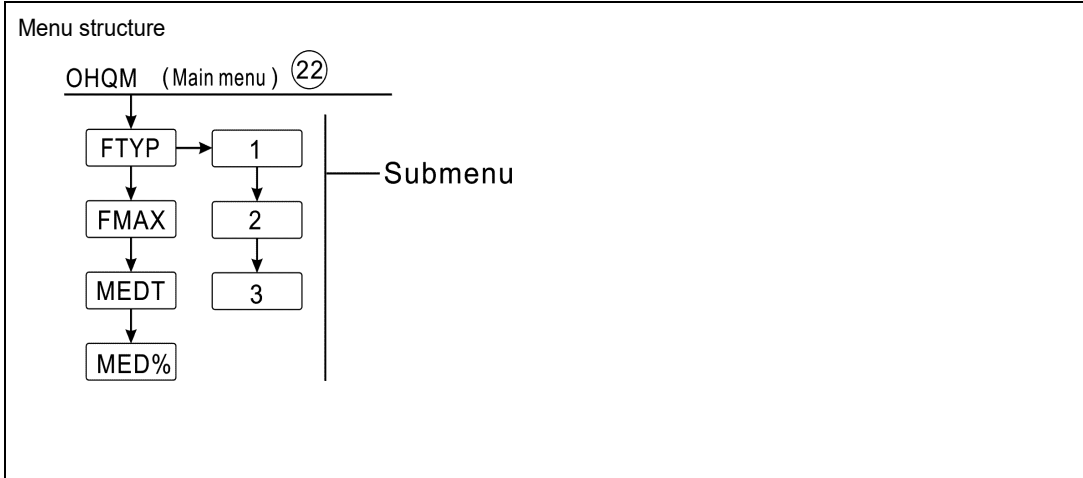 Menu structure
OHQM (Main menu) 22
FTYP 1
Submenu
FMAX 2
MEDT 3
MED%